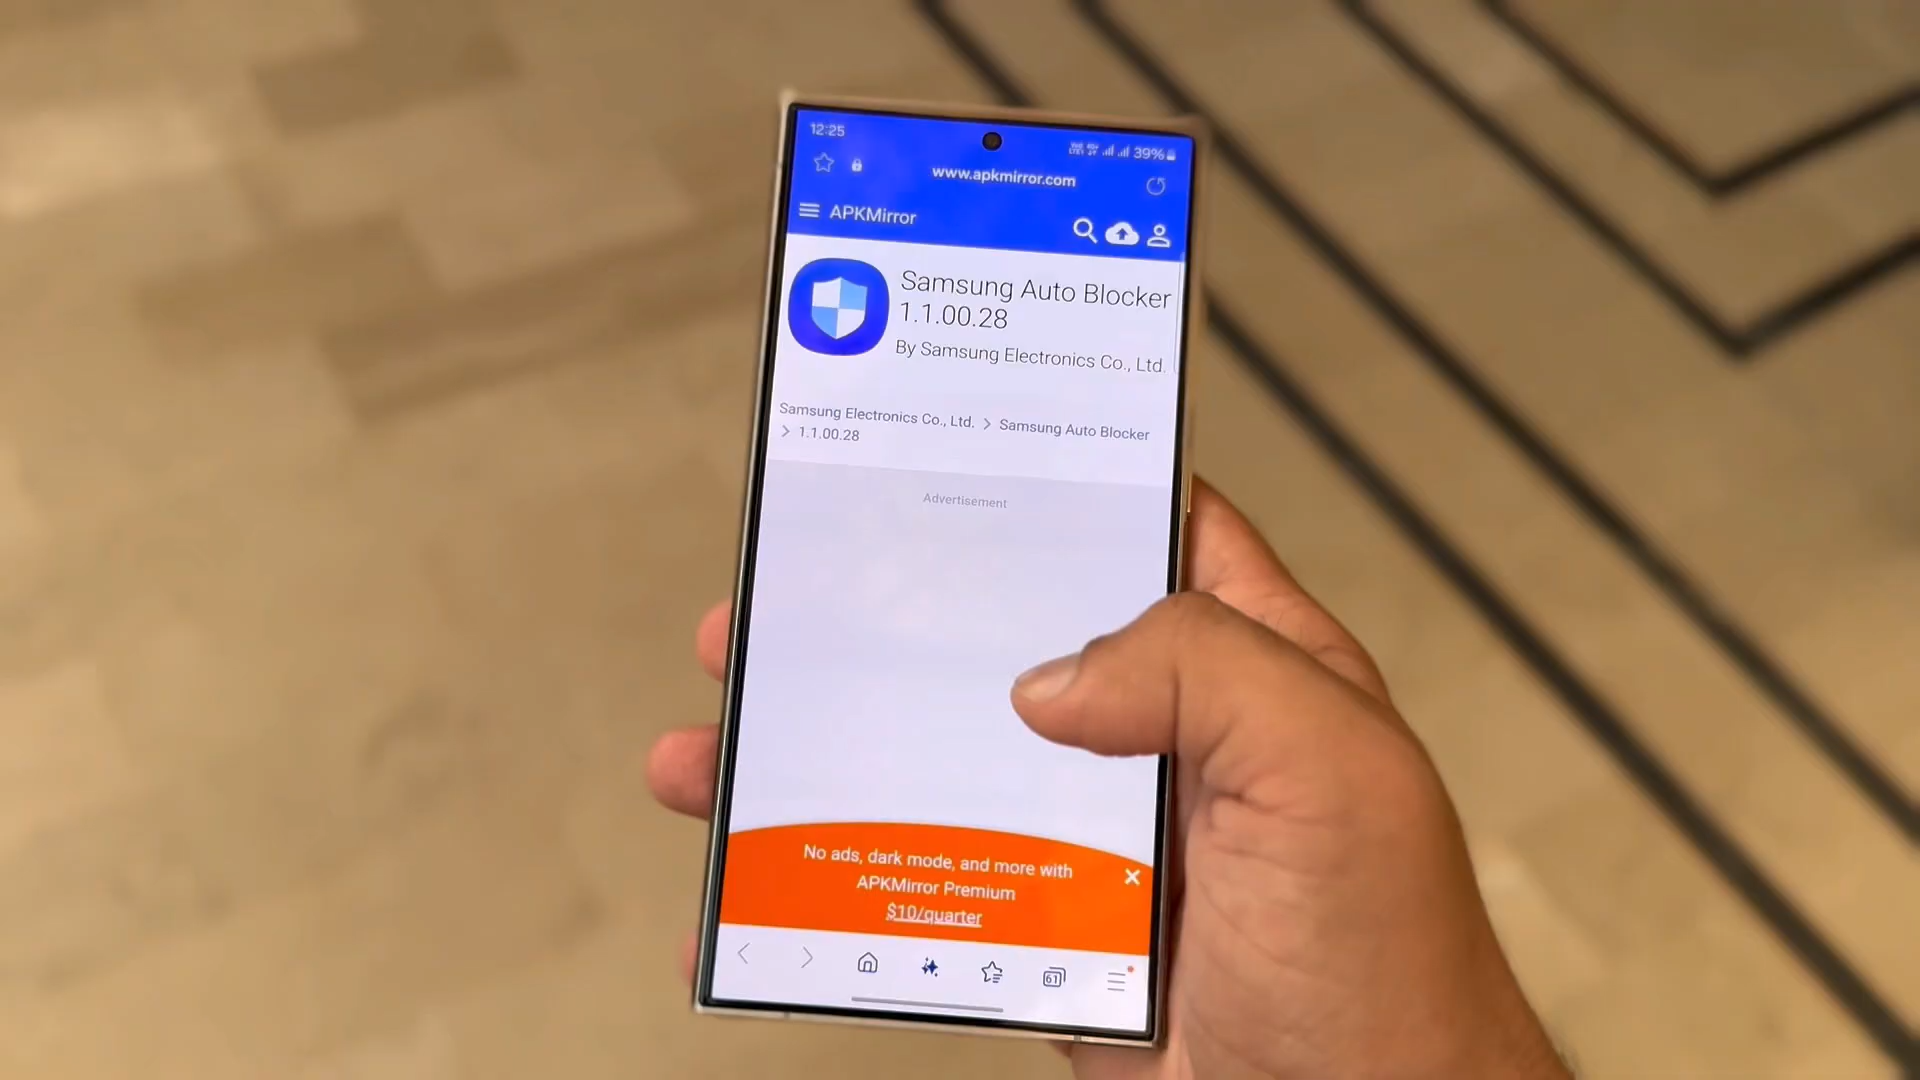 12:25
39%
www.apkmirror.com
APKMirror
Samsung Auto Blocker
1.1.00.28
By Samsung Electronics Co., Ltd.
Samsung Electronics Co., Ltd. > Samsung Auto Blocker
> 1.1.00.28
Advertisement
No ads, dark mode, and more with
APKMirror Premium
$10/quarter
61